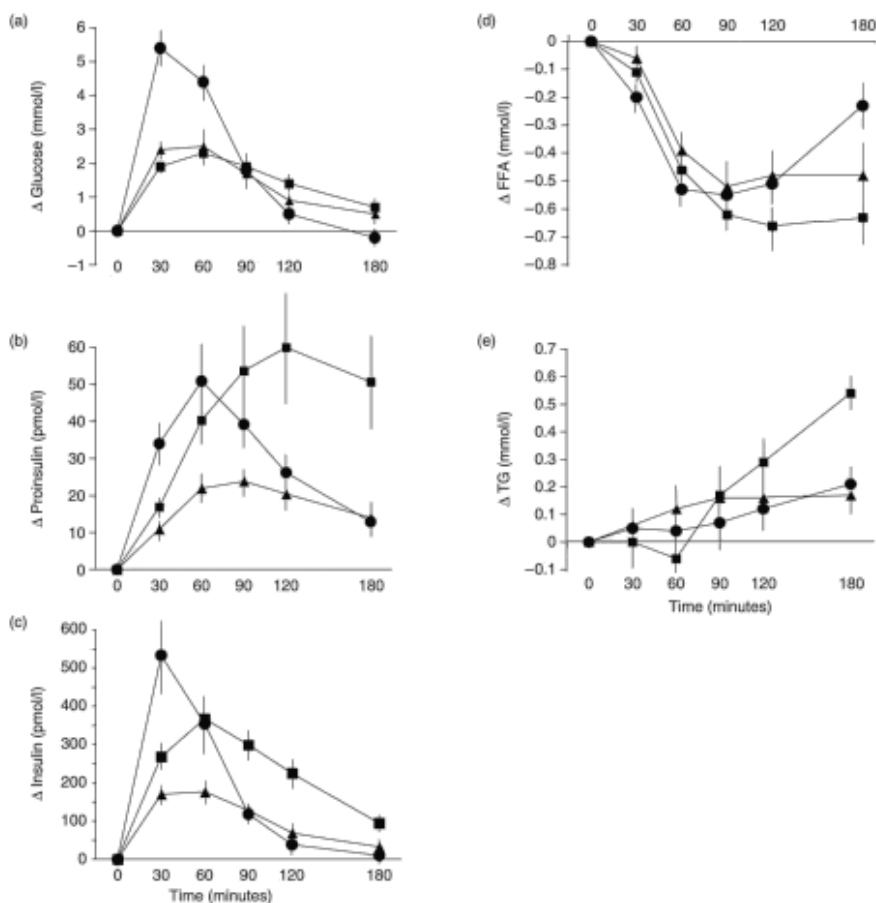 (a)
Δ Glucose (mmol/l)
6
5
4
3
2
1
0
–1
0 30 60 90 120 180
(b)
Δ Proinsulin (pmol/l)
60
50
40
30
20
10
0
0 30 60 90 120 180
(c)
Δ Insulin (pmol/l)
600
500
400
300
200
100
0
0 30 60 90 120 180
Time (minutes)
(d)
Δ FFA (mmol/l)
0 30 60 90 120 180
0
–0.1
–0.2
–0.3
–0.4
–0.5
–0.6
–0.7
–0.8
(e)
Δ TG (mmol/l)
0.7
0.6
0.5
0.4
0.3
0.2
0.1
0
–0.1
0 30 60 90 120 180
Time (minutes)